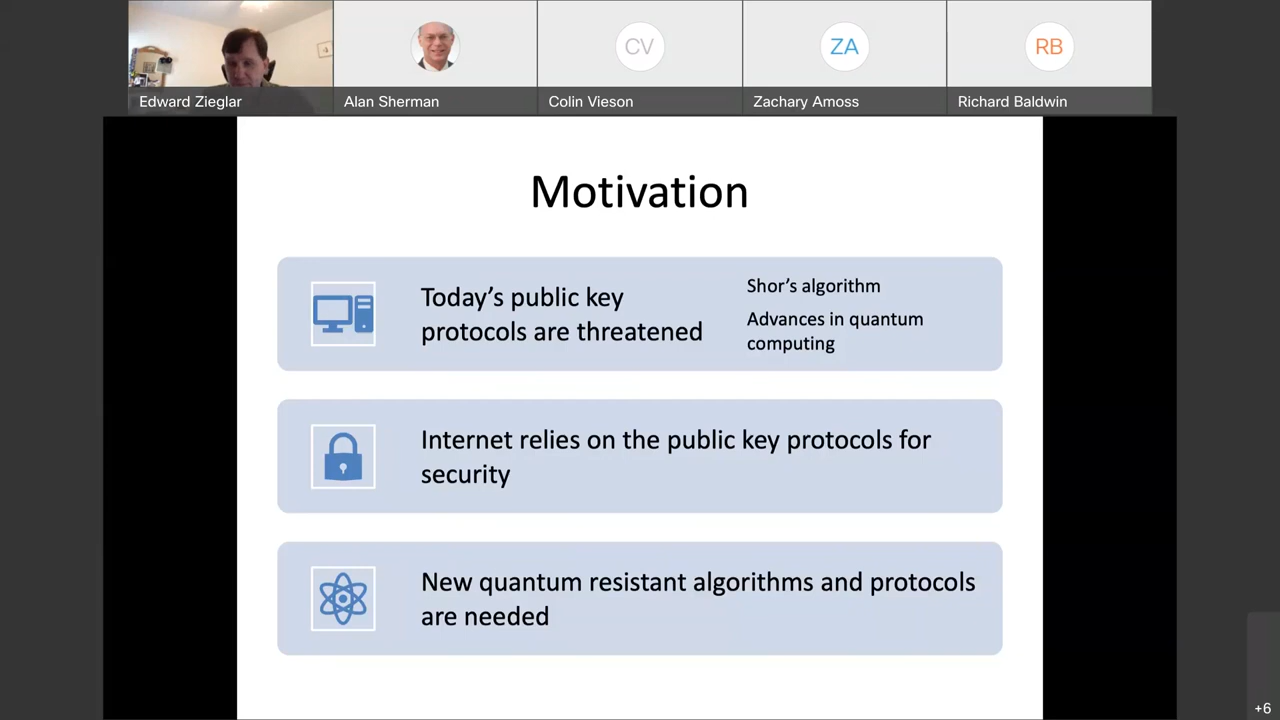 CV
ZA
RB
Edward Zieglar
Alan Sherman
Colin Vieson
Zachary Amoss
Richard Baldwin
Motivation
Today's public key
protocols are threatened
Shor's algorithm
Advances in quantum
computing
Internet relies on the public key protocols for
security
New quantum resistant algorithms and protocols
are needed
+6